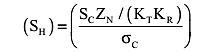 (S_H) = ( S_C Z_N / (K_T K_R) / σ_C )